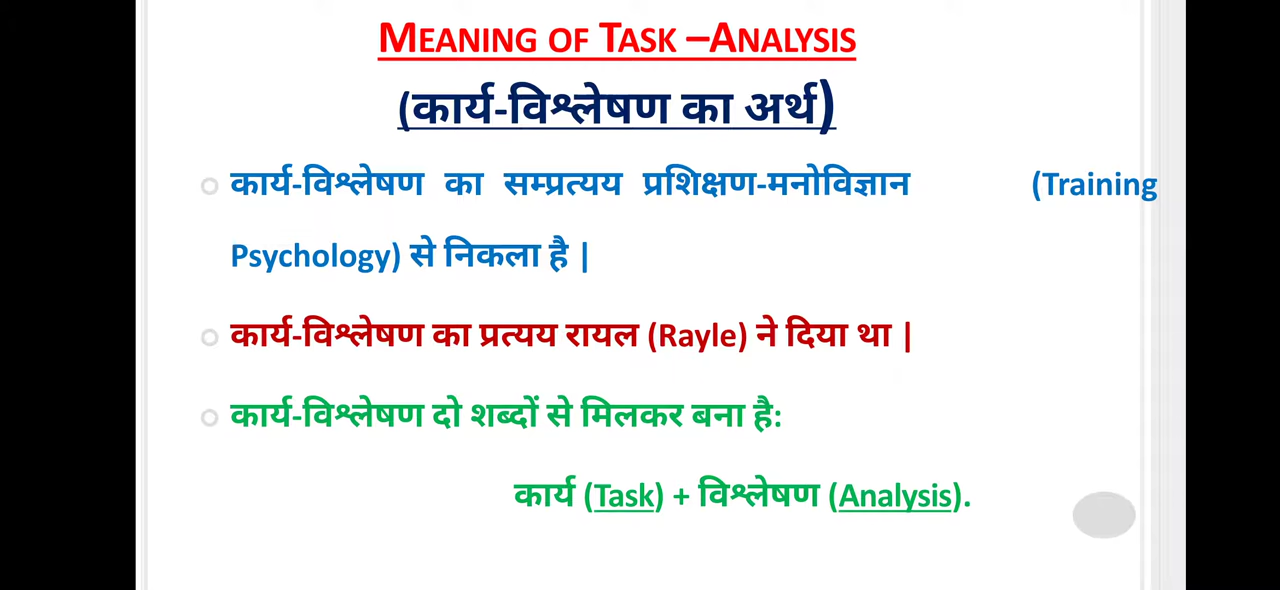 MEANING OF TASK –ANALYSIS
(कार्य-विश्लेषण का अर्थ)
कार्य-विश्लेषण का सम्प्रत्यय प्रशिक्षण-मनोविज्ञान (Training
Psychology) से निकला है |
कार्य-विश्लेषण का प्रत्यय रायल (Rayle) ने दिया था |
कार्य-विश्लेषण दो शब्दों से मिलकर बना है:
कार्य (Task) + विश्लेषण (Analysis).